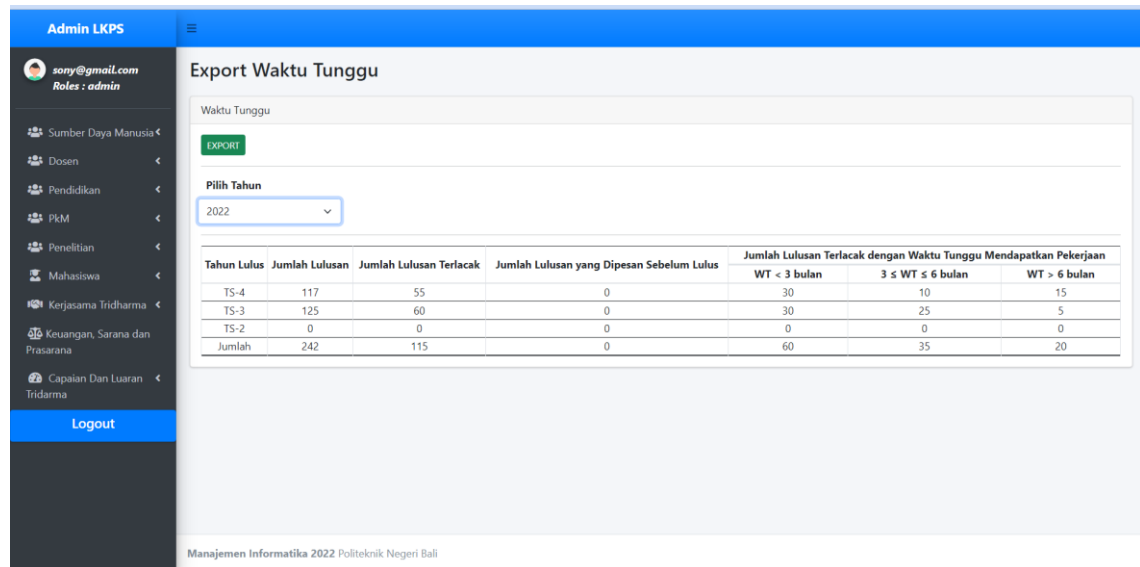 Admin LKPS
sony@gmail.com
Roles : admin
Sumber Daya Manusia
Dosen
Pendidikan
PkM
Penelitian
Mahasiswa
Kerjasama Tridharma
Keuangan, Sarana dan
Prasarana
Capaian Dan Luaran
Tridarma
Logout
Export Waktu Tunggu
Waktu Tunggu
EXPORT
Pilih Tahun
2022
Tahun Lulus Jumlah Lulusan Jumlah Lulusan Terlacak Jumlah Lulusan yang Dipesan Sebelum Lulus Jumlah Lulusan Terlacak dengan Waktu Tunggu Mendapatkan Pekerjaan
WT < 3 bulan 3 ≤ WT ≤ 6 bulan WT > 6 bulan
TS-4 117 55 0 30 10 15
TS-3 125 60 0 30 25 5
TS-2 0 0 0 0 0 0
Jumlah 242 115 0 60 35 20
Manajemen Informatika 2022 Politeknik Negeri Bali